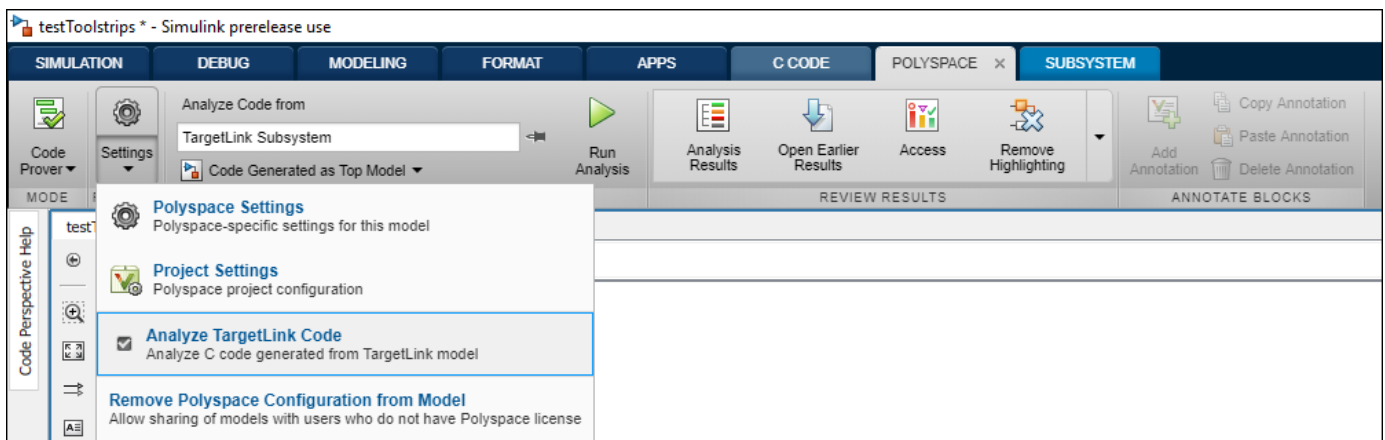 testToolstrips * - Simulink prerelease use
SIMULATION DEBUG MODELING FORMAT APPS C CODE POLYSPACE × SUBSYSTEM
Code
Prover
Settings
Analyze Code from
TargetLink Subsystem
Code Generated as Top Model
Run
Analysis
Analysis
Results
Open Earlier
Results
Access
Remove
Highlighting
Add
Annotation
Copy Annotation
Paste Annotation
Delete Annotation
MODE REVIEW RESULTS ANNOTATE BLOCKS
Code Perspective Help
Polyspace Settings
Polyspace-specific settings for this model
Project Settings
Polyspace project configuration
Analyze TargetLink Code
Analyze C code generated from TargetLink model
Remove Polyspace Configuration from Model
Allow sharing of models with users who do not have Polyspace license